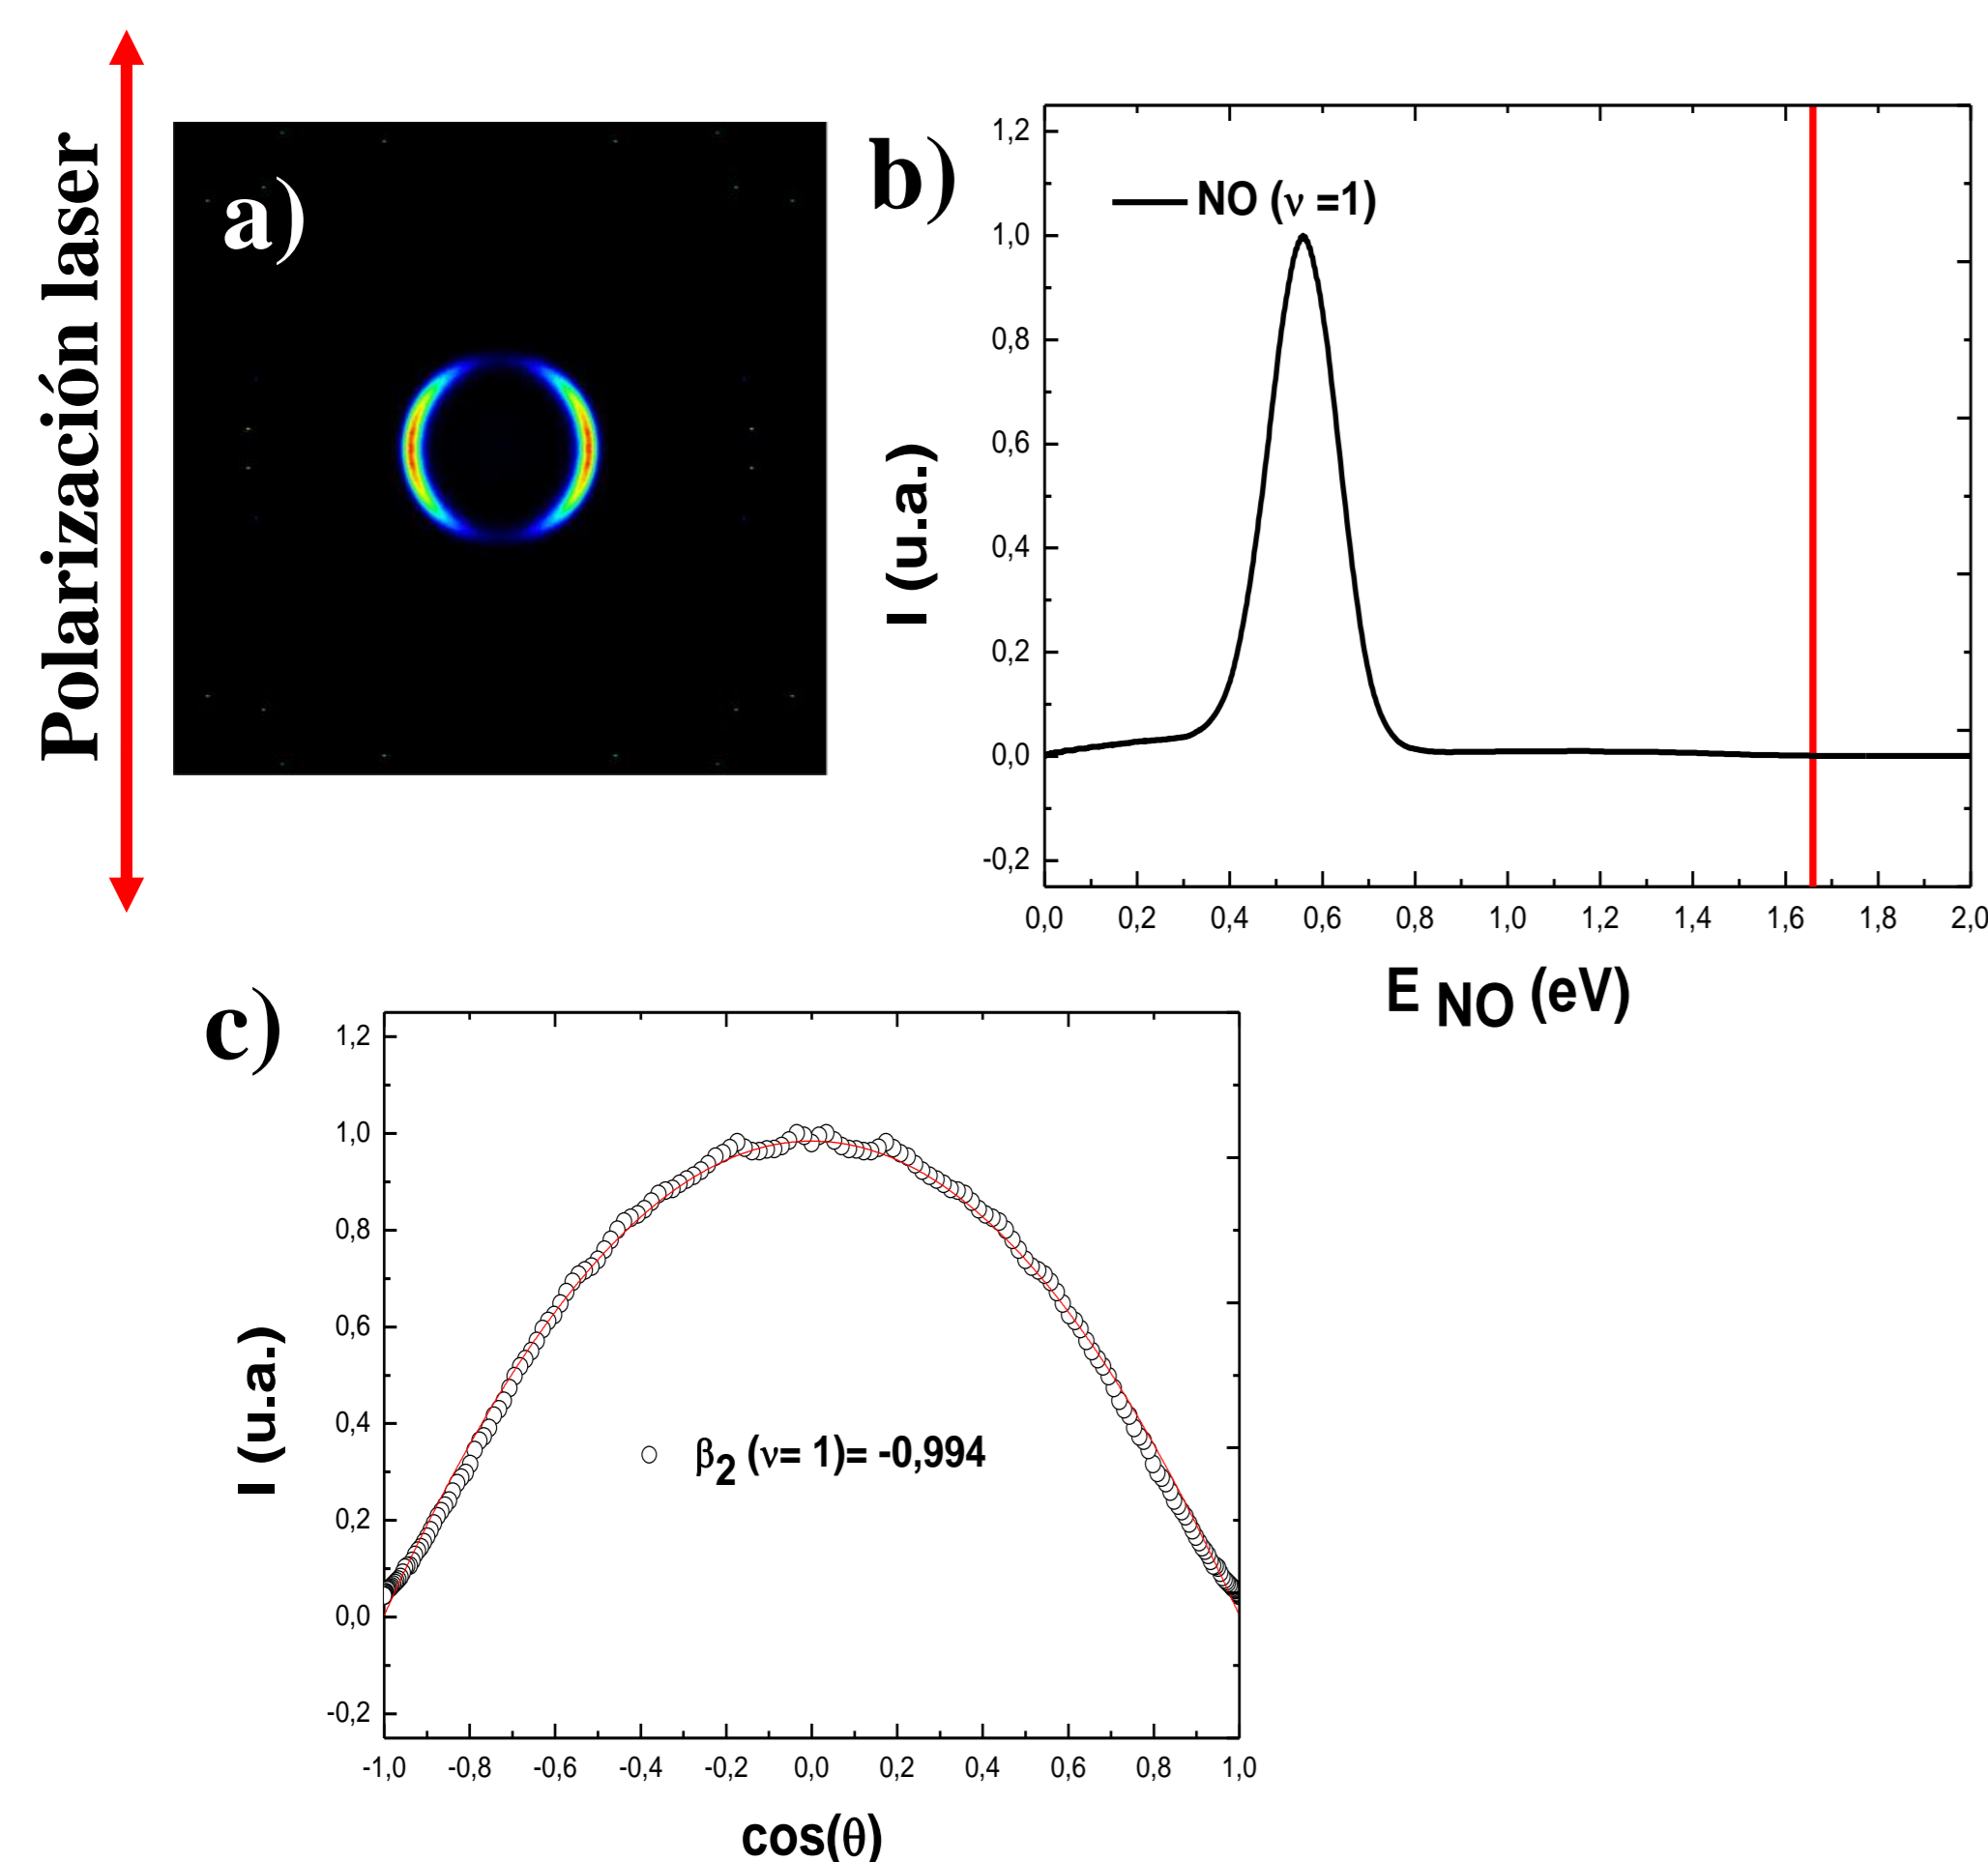 Polarización laser
a)
b)
NO (ν =1)
1,2
1,0
0,8
0,6
0,4
0,2
0,0
-0,2
I (u.a.)
0,0 0,2 0,4 0,6 0,8 1,0 1,2 1,4 1,6 1,8 2,0
E NO (eV)
c)
1,2
1,0
0,8
0,6
0,4
0,2
0,0
-0,2
I (u.a.)
β2 (ν= 1)= -0,994
-1,0 -0,8 -0,6 -0,4 -0,2 0,0 0,2 0,4 0,6 0,8 1,0
cos(θ)